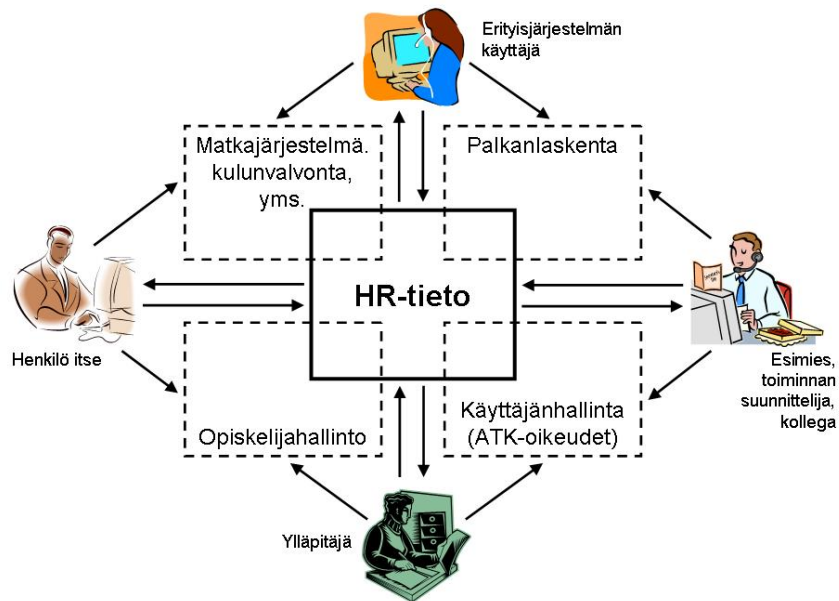 Erityisjärjestelmän
käyttäjä
Matkajärjestelmä.
kulunvalvonta,
yms.
Palkanlaskenta
HR-tieto
Henkilö itse
Esimies,
toiminnan
suunnittelija,
kollega
Opiskelijahallinto
Käyttäjänhallinta
(ATK-oikeudet)
Ylläpitäjä